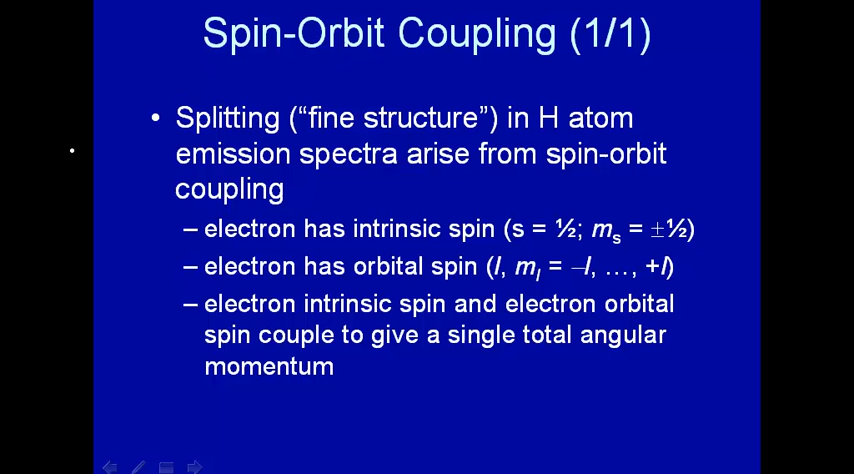 Spin-Orbit Coupling (1/1)
• Splitting (“fine structure”) in H atom
emission spectra arise from spin-orbit
coupling
– electron has intrinsic spin (s = ½; ms = ±½)
– electron has orbital spin (l, ml = –l, …, +l)
– electron intrinsic spin and electron orbital
spin couple to give a single total angular
momentum